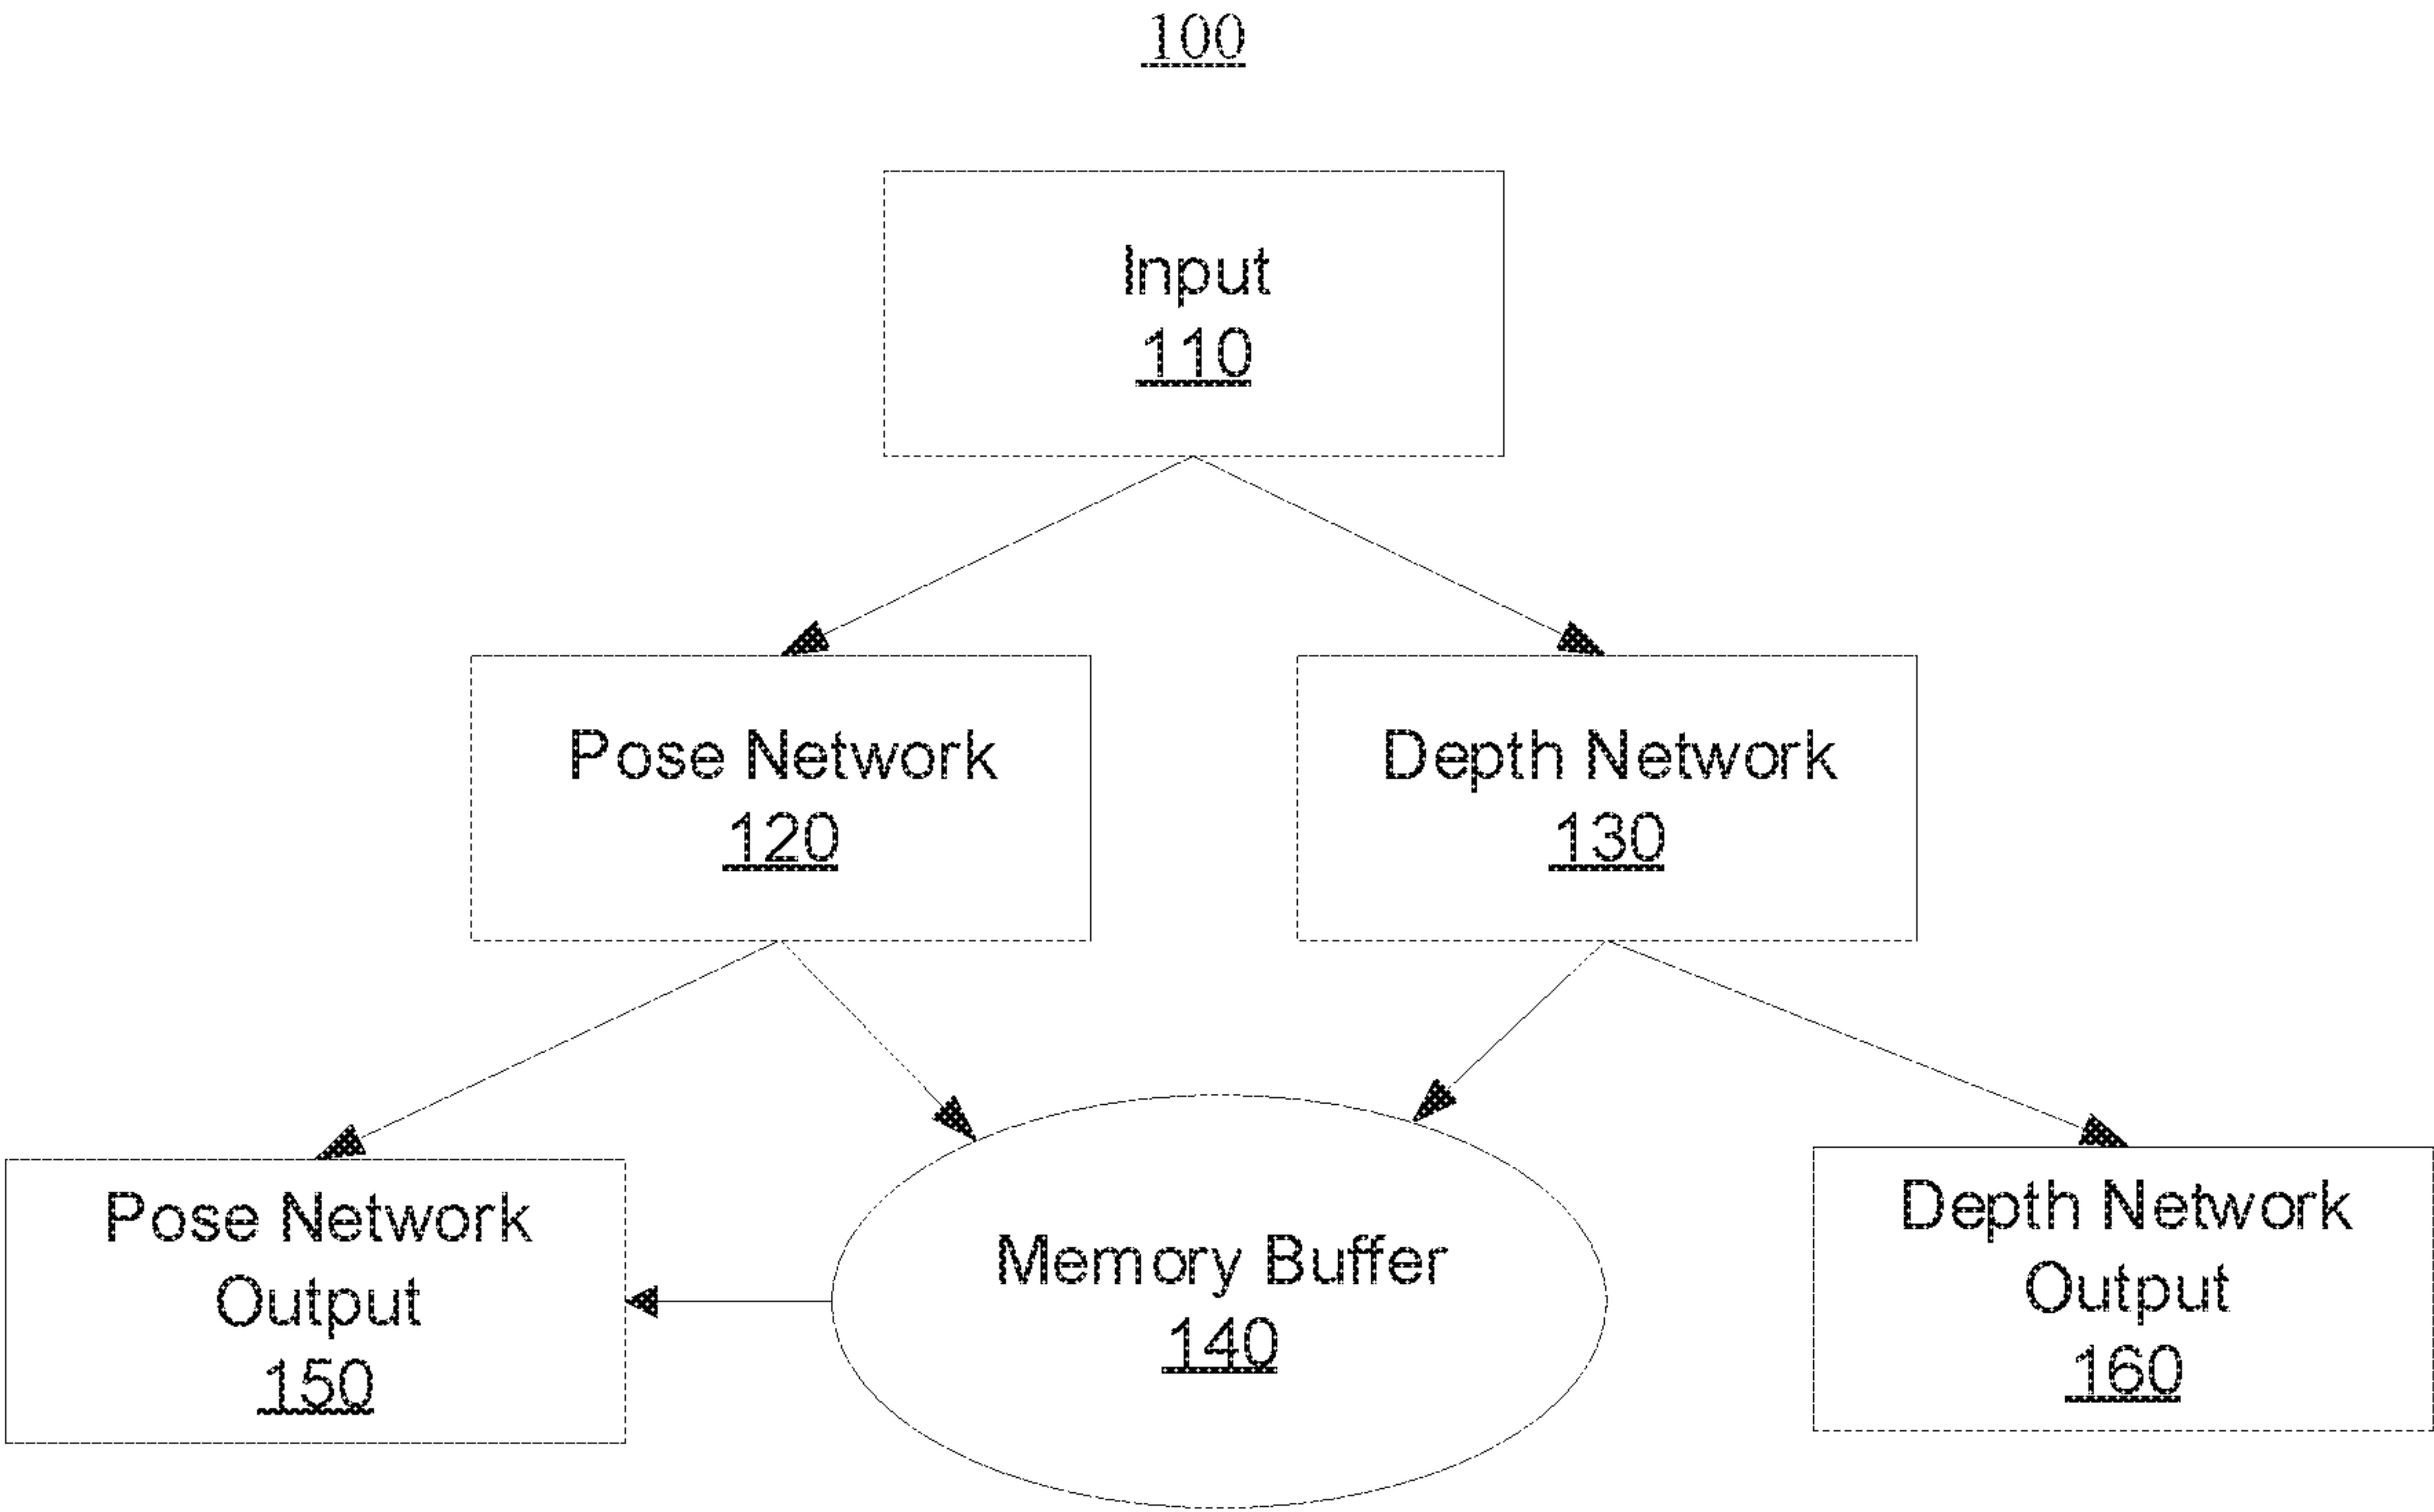 100
Input
110
Pose Network
120
Depth Network
130
Pose Network
Output
150
Memory Buffer
140
Depth Network
Output
160